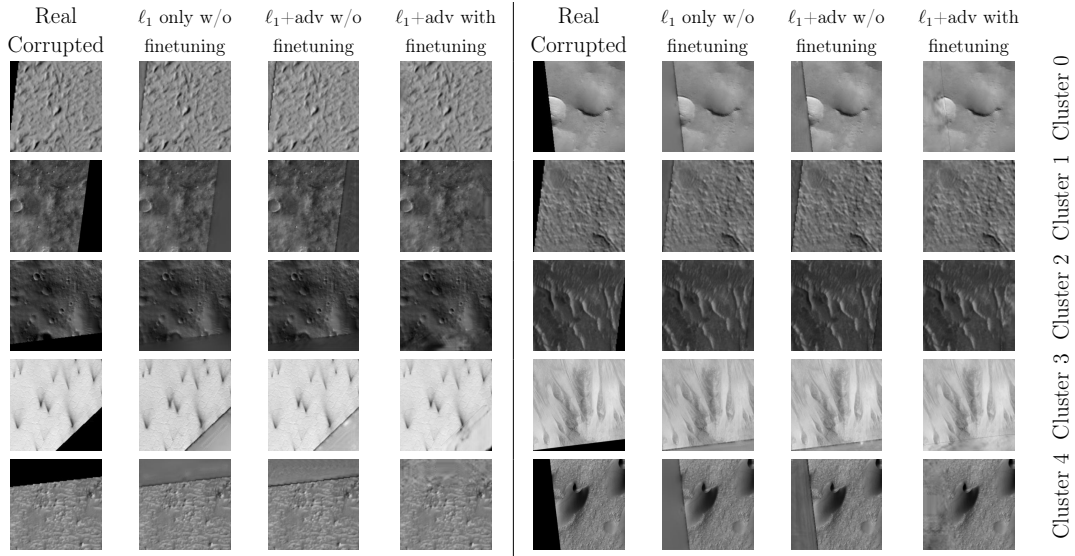 Real
Corrupted
ℓ₁ only w/o
finetuning
ℓ₁+adv w/o
finetuning
ℓ₁+adv with
finetuning
Real
Corrupted
ℓ₁ only w/o
finetuning
ℓ₁+adv w/o
finetuning
ℓ₁+adv with
finetuning
Cluster 0
Cluster 1
Cluster 2
Cluster 3
Cluster 4